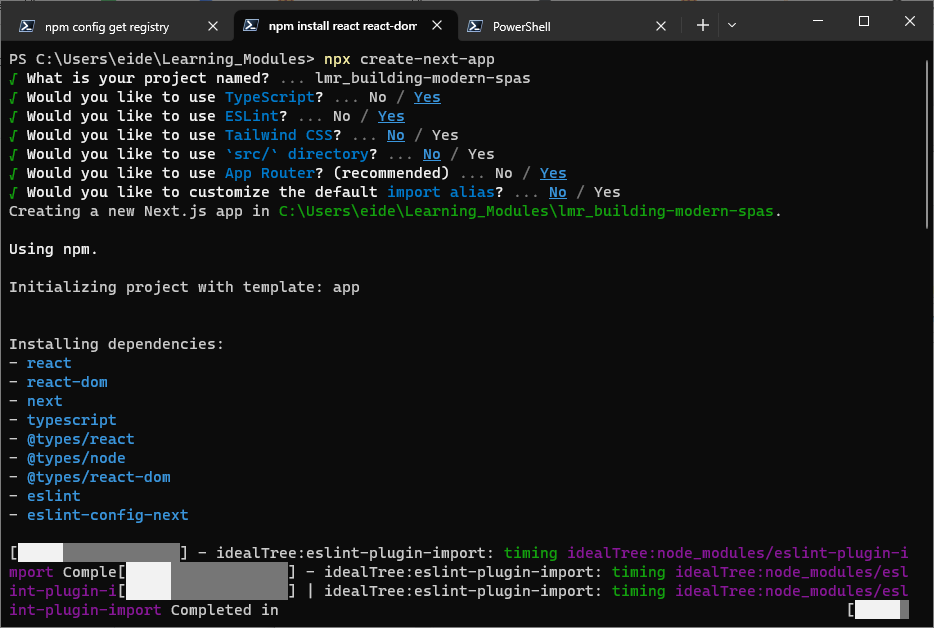 npm config get registry
npm install react react-dom
PowerShell
PS C:\Users\eide\Learning_Modules> npx create-next-app
√ What is your project named? ... lmr_building-modern-spas
√ Would you like to use TypeScript? ... No / Yes
√ Would you like to use ESLint? ... No / Yes
√ Would you like to use Tailwind CSS? ... No / Yes
√ Would you like to use `src/` directory? ... No / Yes
√ Would you like to use App Router? (recommended) ... No / Yes
√ Would you like to customize the default import alias? ... No / Yes
Creating a new Next.js app in C:\Users\eide\Learning_Modules\lmr_building-modern-spas.
Using npm.
Initializing project with template: app
Installing dependencies:
- react
- react-dom
- next
- typescript
- @types/react
- @types/node
- @types/react-dom
- eslint
- eslint-config-next
[ ] - idealTree:eslint-plugin-import: timing idealTree:node_modules/eslint-plugin-i
mport Comple[ ] - idealTree:eslint-plugin-import: timing idealTree:node_modules/esl
int-plugin-i[ ] | idealTree:eslint-plugin-import: timing idealTree:node_modules/esl
int-plugin-import Completed in [